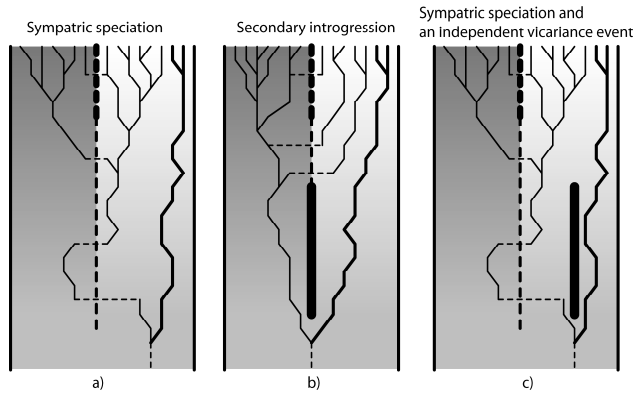 Sympatric speciation
Secondary introgression
Sympatric speciation and
an independent vicariance event
a)
b)
c)